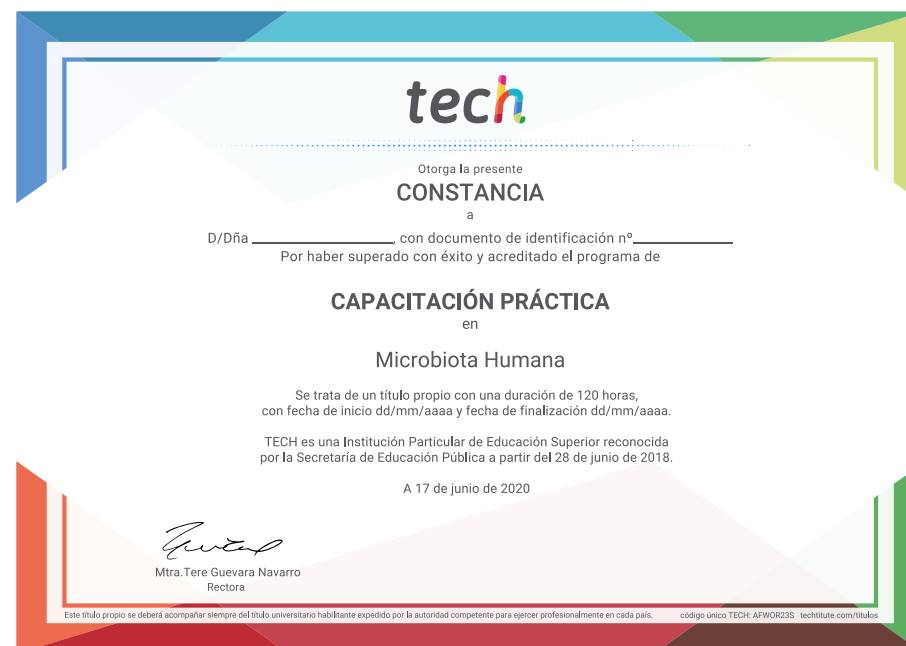 tech
Otorga la presente
CONSTANCIA
a
D/Dña ____________________, con documento de identificación nº______________
Por haber superado con éxito y acreditado el programa de
CAPACITACIÓN PRÁCTICA
en
Microbiota Humana
Se trata de un título propio con una duración de 120 horas,
con fecha de inicio dd/mm/aaaa y fecha de finalización dd/mm/aaaa.
TECH es una Institución Particular de Educación Superior reconocida
por la Secretaría de Educación Pública a partir del 28 de junio de 2018.
A 17 de junio de 2020
Mtra.Tere Guevara Navarro
Rectora
Este título propio se deberá acompañar siempre del título universitario habilitante expedido por la autoridad competente para ejercer profesionalmente en cada país. código único TECH: AFWOR23S techtitute.com/titulos